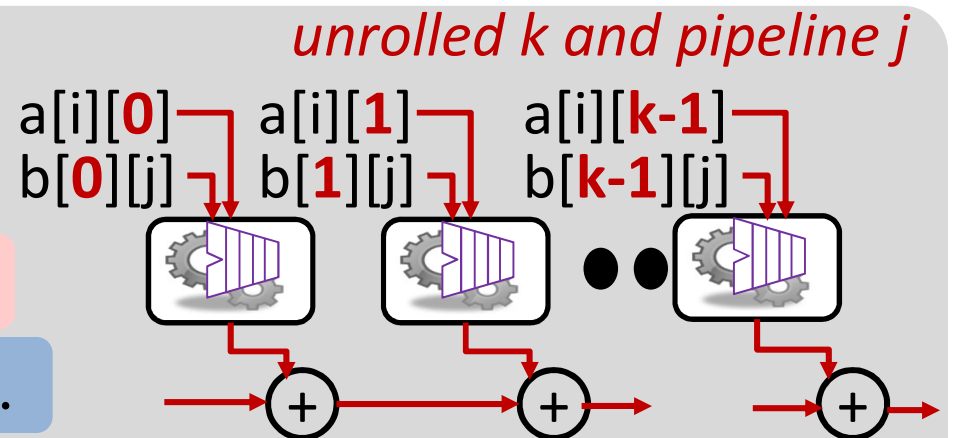 unrolled k and pipeline j
a[i][0] a[i][1] a[i][k-1]
b[0][j] b[1][j] b[k-1][j]
+ + +
.